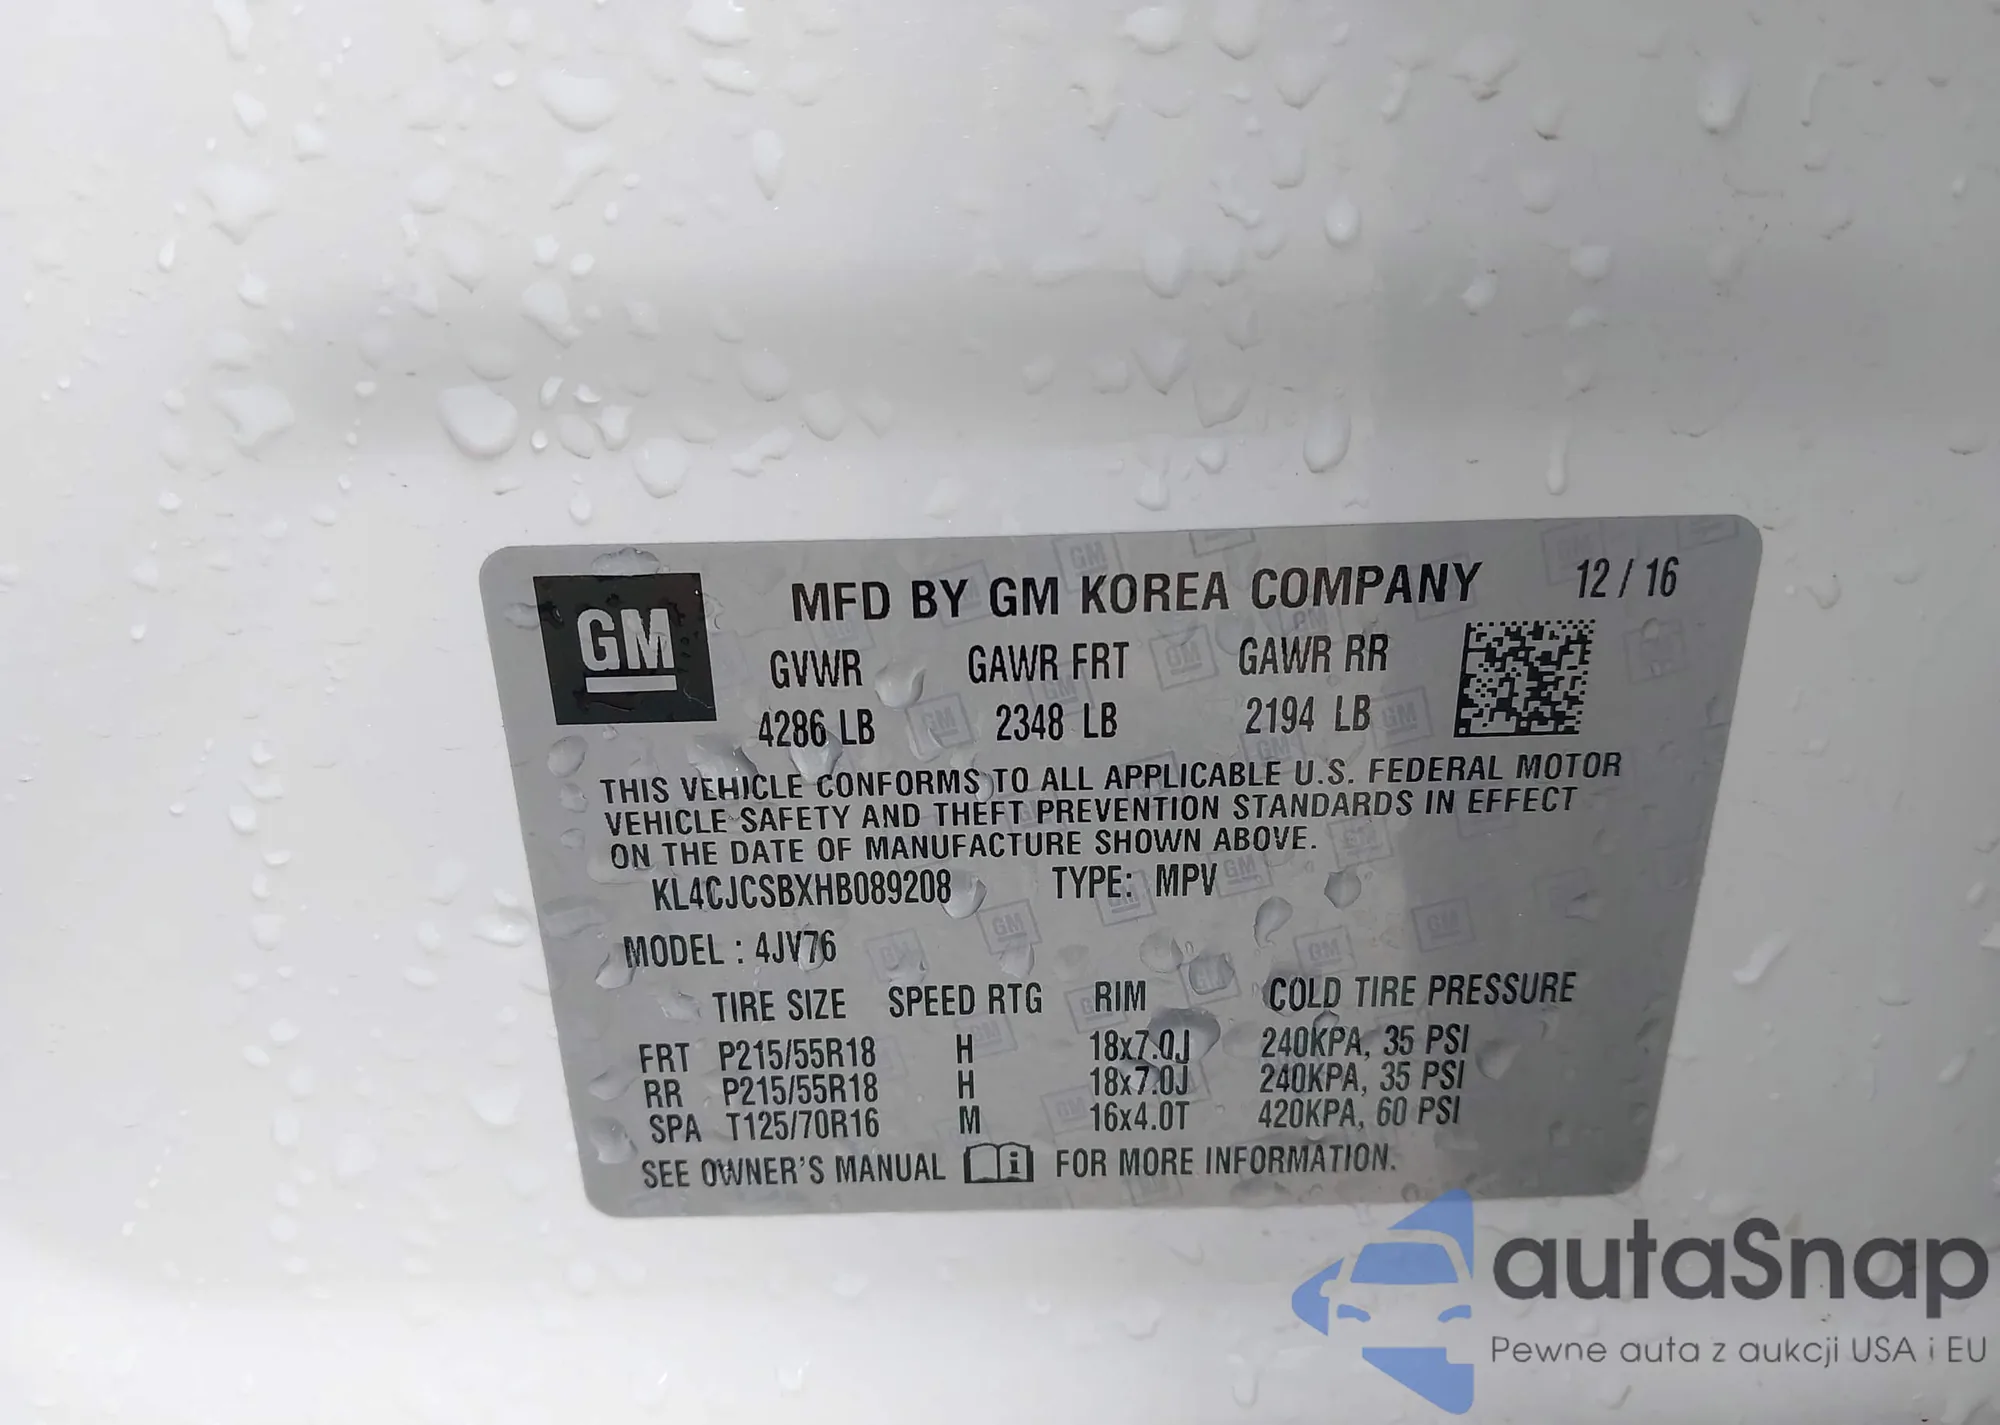 GM
MFD BY GM KOREA COMPANY 12 / 16
GVWR GAWR FRT GAWR RR
4286 LB 2348 LB 2194 LB
THIS VEHICLE CONFORMS TO ALL APPLICABLE U.S. FEDERAL MOTOR
VEHICLE SAFETY AND THEFT PREVENTION STANDARDS IN EFFECT
ON THE DATE OF MANUFACTURE SHOWN ABOVE.
KL4CJCSBXHB089208 TYPE: MPV
MODEL : 4JV76
TIRE SIZE SPEED RTG RIM COLD TIRE PRESSURE
FRT P215/55R18 H 18x7.0J 240KPA, 35 PSI
RR P215/55R18 H 18x7.0J 240KPA, 35 PSI
SPA T125/70R16 M 16x4.0T 420KPA, 60 PSI
SEE OWNER'S MANUAL i FOR MORE INFORMATION.
autaSnap
Pewne auta z aukcji USA i EU